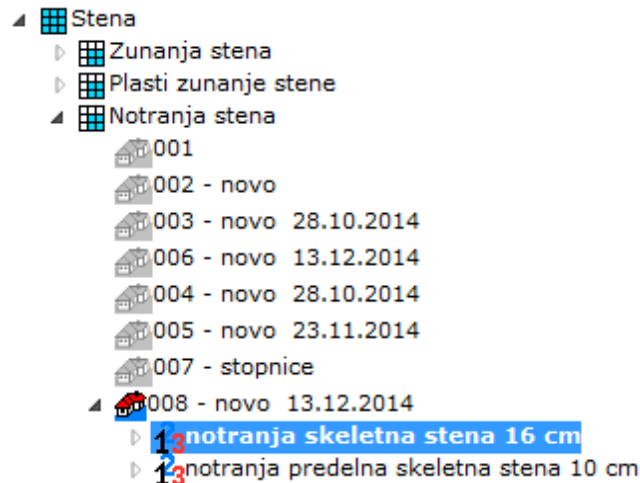 Stena
Zunanja stena
Plasti zunanje stene
Notranja stena
001
002 - novo
003 - novo 28.10.2014
006 - novo 13.12.2014
004 - novo 28.10.2014
005 - novo 23.11.2014
007 - stopnice
008 - novo 13.12.2014
123 notranja skeletna stena 16 cm
123 notranja predelna skeletna stena 10 cm